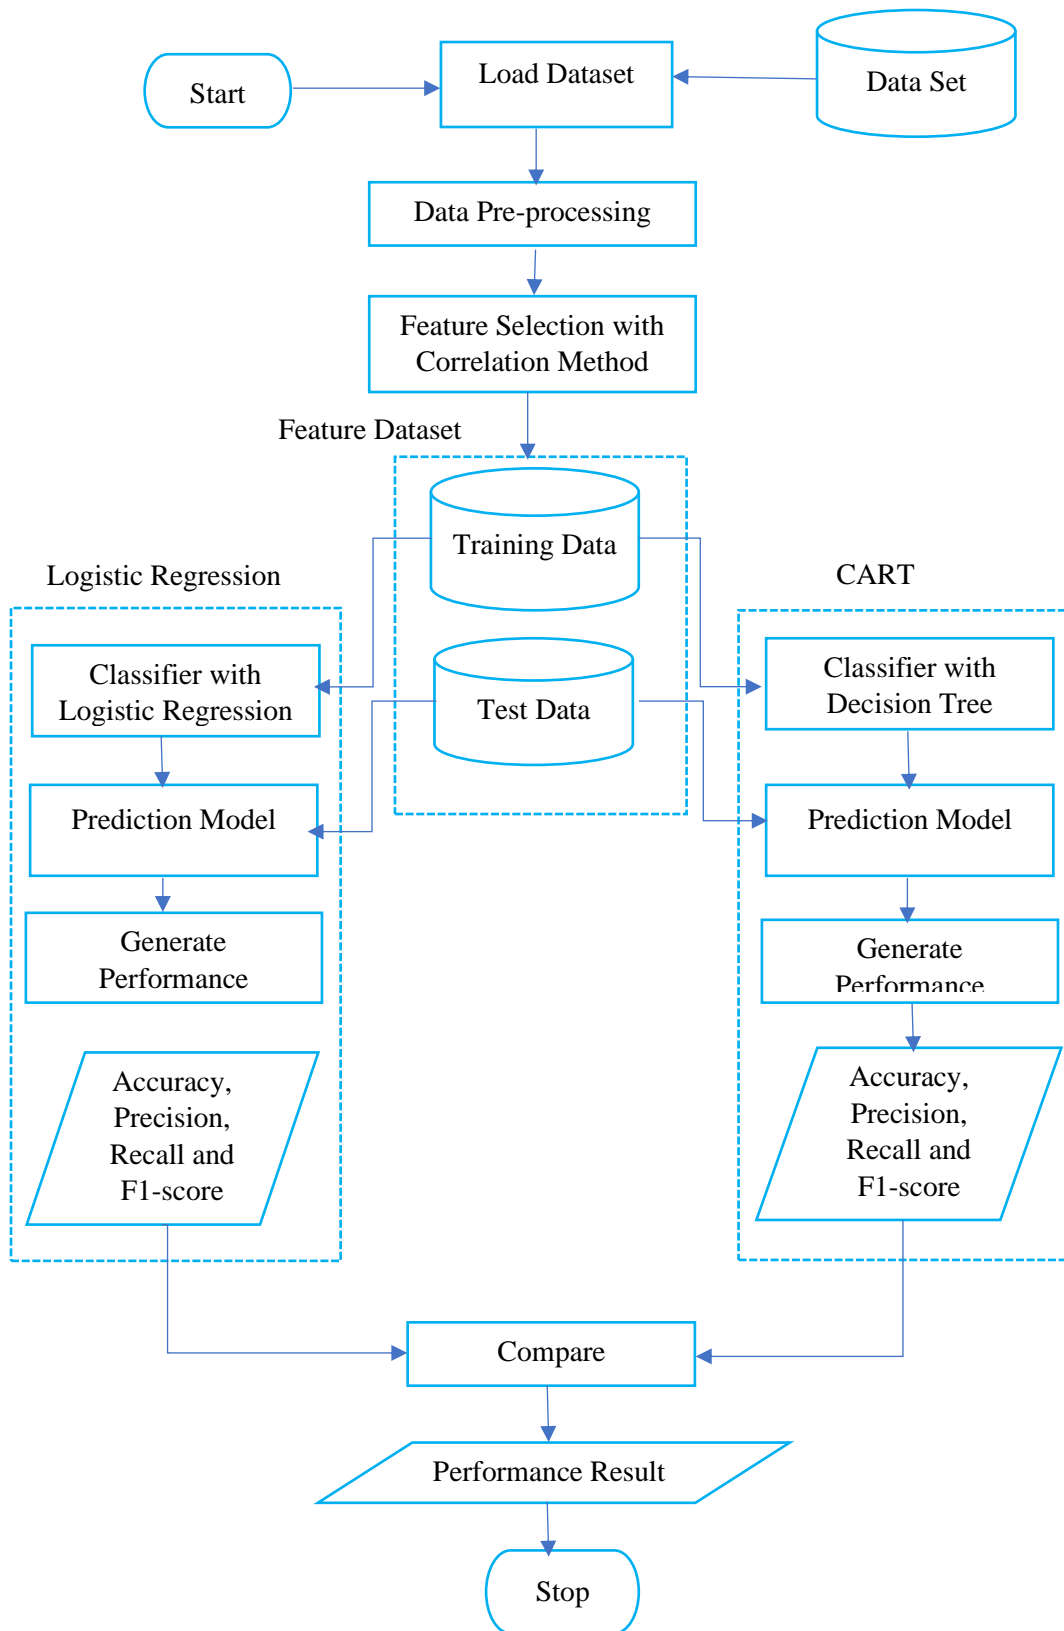 Start
Load Dataset
Data Set
Data Pre-processing
Feature Selection with
Correlation Method
Feature Dataset
Training Data
Test Data
Logistic Regression
Classifier with
Logistic Regression
Prediction Model
Generate
Performance
Accuracy,
Precision,
Recall and
F1-score
CART
Classifier with
Decision Tree
Prediction Model
Generate
Performance
Accuracy,
Precision,
Recall and
F1-score
Compare
Performance Result
Stop